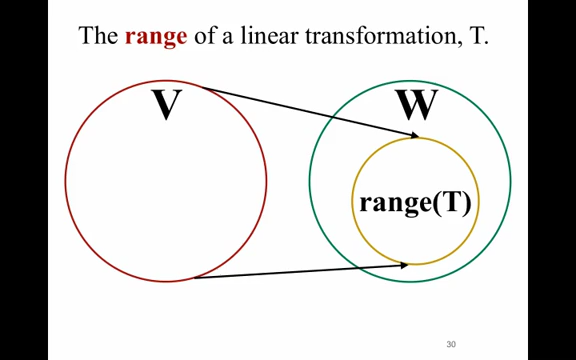 The range of a linear transformation, T.
V
W
range(T)
30